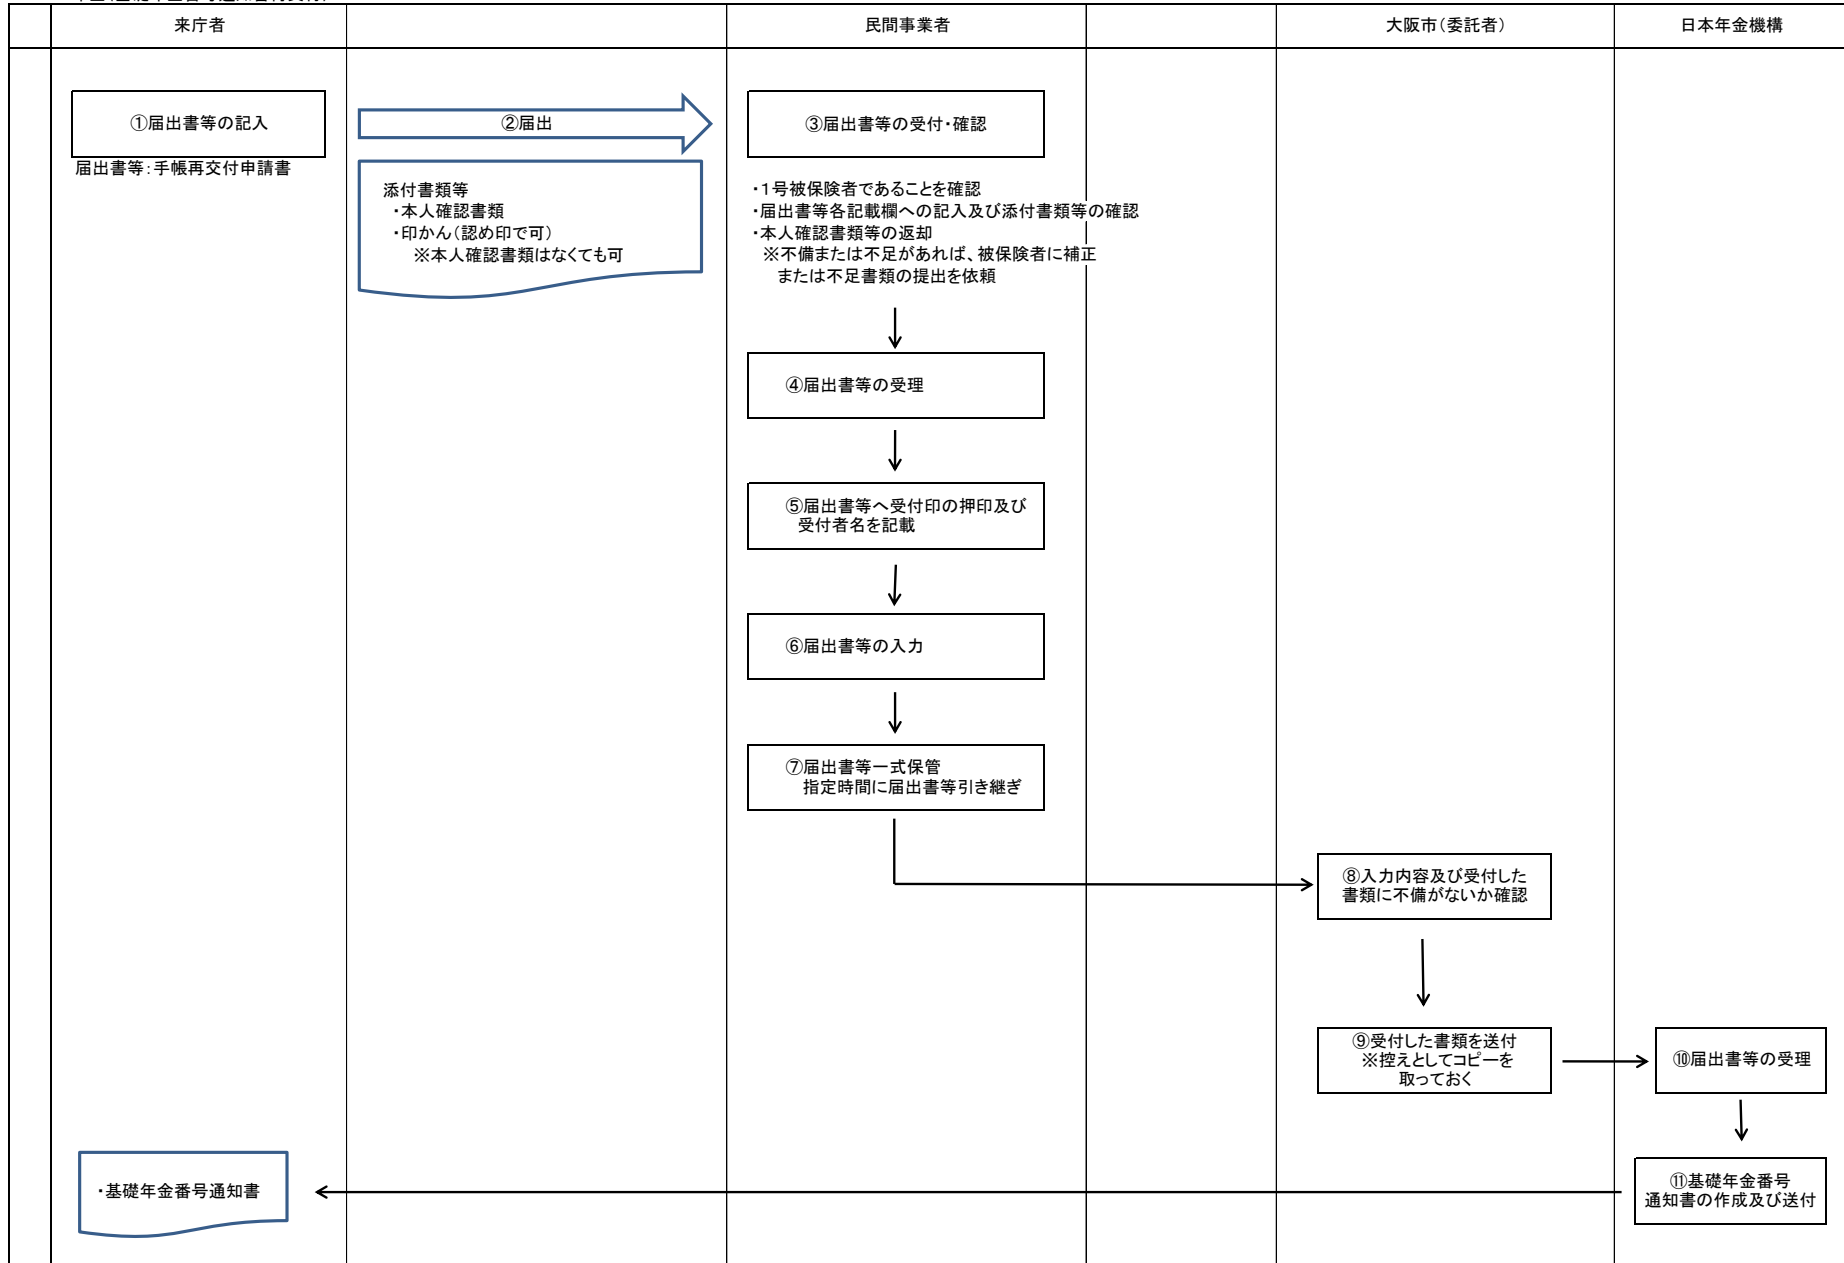 来庁者
民間事業者
大阪市（委託者）
日本年金機構
①届出書等の記入
届出書等：手帳再交付申請書
②届出
添付書類等
・本人確認書類
・印かん（認め印で可）
※本人確認書類はなくても可
③届出書等の受付・確認
・１号被保険者であることを確認
・届出書等各記載欄への記入及び添付書類等の確認
・本人確認書類等の返却
※不備または不足があれば、被保険者に補正
または不足書類の提出を依頼
④届出書等の受理
⑤届出書等へ受付印の押印及び
受付者名を記載
⑥届出書等の入力
⑦届出書等一式保管
指定時間に届出書等引き継ぎ
⑧入力内容及び受付した
書類に不備がないか確認
⑨受付した書類を送付
※控えとしてコピーを
取っておく
⑩届出書等の受理
⑪基礎年金番号
通知書の作成及び送付
・基礎年金番号通知書